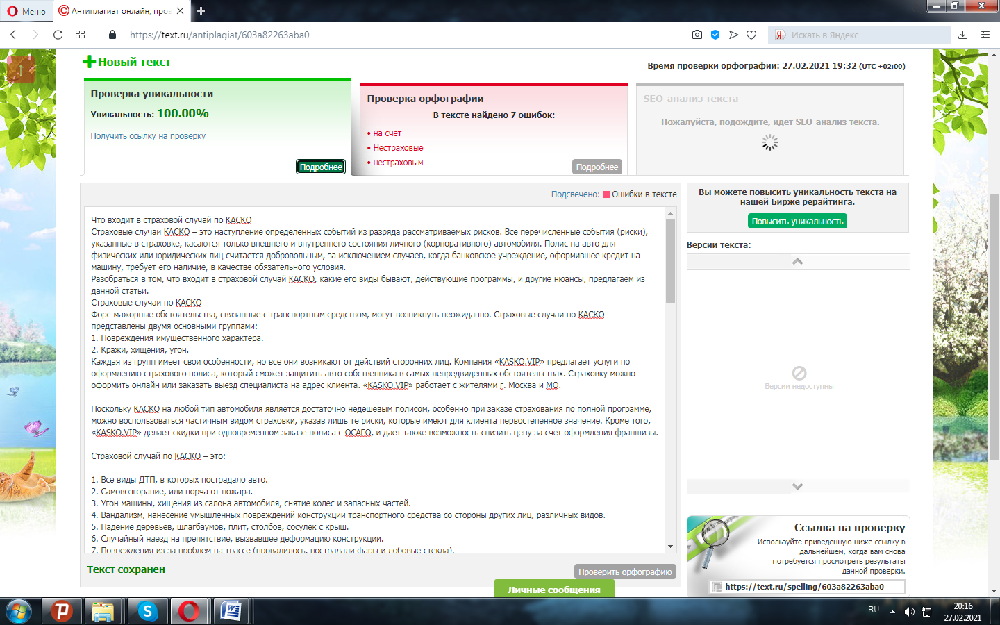 Меню
Антиплагиат онлайн, пров
https://text.ru/antiplagiat/603a82263aba0
Искать в Яндекс
Новый текст
Время проверки орфографии: 27.02.2021 19:32 (UTC +02:00)
Проверка уникальности
Уникальность: 100.00%
Получить ссылку на проверку
Подробнее
Проверка орфографии
В тексте найдено 7 ошибок:
• на счет
• Нестраховые
• нестраховым
Подробнее
SEO-анализ текста
Пожалуйста, подождите, идет SEO-анализ текста.
Подсвечено: Ошибки в тексте
Что входит в страховой случай по КАСКО
Страховые случаи КАСКО – это наступление определенных событий из разряда рассматриваемых рисков. Все перечисленные события (риски),
указанные в страховке, касаются только внешнего и внутреннего состояния личного (корпоративного) автомобиля. Полис на авто для
физических или юридических лиц считается добровольным, за исключением случаев, когда банковское учреждение, оформившее кредит на
машину, требует его наличие, в качестве обязательного условия.
Разобраться в том, что входит в страховой случай КАСКО, какие его виды бывают, действующие программы, и другие нюансы, предлагаем из
данной статьи.
Страховые случаи по КАСКО
Форс-мажорные обстоятельства, связанные с транспортным средством, могут возникнуть неожиданно. Страховые случаи по КАСКО
представлены двумя основными группами:
1. Повреждения имущественного характера.
2. Кражи, хищения, угон.
Каждая из групп имеет свои особенности, но все они возникают от действий сторонних лиц. Компания «KASKO.VIP» предлагает услуги по
оформлению страхового полиса, который сможет защитить авто собственника в самых непредвиденных обстоятельствах. Страховку можно
оформить онлайн или заказать выезд специалиста на адрес клиента. «KASKO.VIP» работает с жителями г. Москва и МО.
Поскольку КАСКО на любой тип автомобиля является достаточно недешевым полисом, особенно при заказе страхования по полной программе,
можно воспользоваться частичным видом страховки, указав лишь те риски, которые имеют для клиента первостепенное значение. Кроме того,
«KASKO.VIP» делает скидки при одновременном заказе полиса с ОСАГО, и дает также возможность снизить цену за счет оформления франшизы.
Страховой случай по КАСКО – это:
1. Все виды ДТП, в которых пострадало авто.
2. Самовозгорание, или порча от пожара.
3. Угон машины, хищения из салона автомобиля, снятие колес и запасных частей.
4. Вандализм, нанесение умышленных повреждений конструкции транспортного средства со стороны других лиц, различных видов.
5. Падение деревьев, шлагбаумов, плит, столбов, сосулек с крыш.
6. Случайный наезд на препятствие, вызвавшее деформацию конструкции.
7. Повреждения из-за проблем на трассе (провалилось, пострадали фары и лобовые стекла).
Текст сохранен
Проверить орфографию
Вы можете повысить уникальность текста на
нашей Бирже рерайтинга.
Повысить уникальность
Версии текста:
Версии недоступны
Ссылка на проверку
Используйте приведенную ниже ссылку в
дальнейшем, когда вам снова
потребуется просмотреть результаты
данной проверки.
https://text.ru/spelling/603a82263aba0
Личные сообщения
RU
20:16
27.02.2021